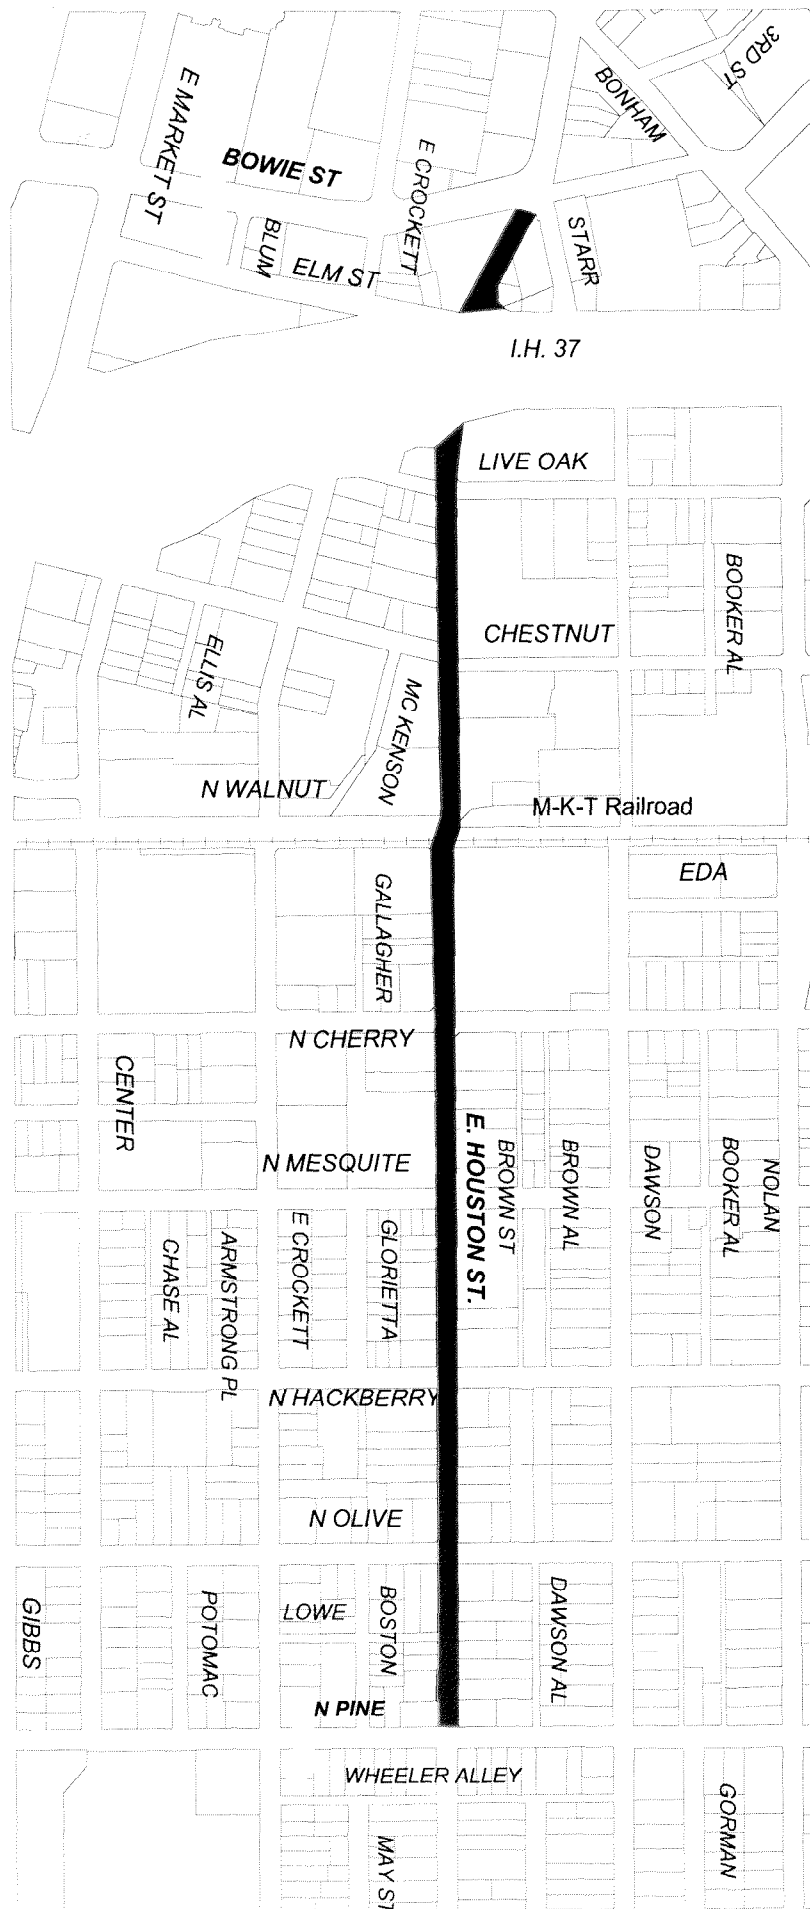 3RD ST
E MARKET ST
BONHAM
BOWIE ST
E CROCKETT
BLUM
ELM ST
STARR
I.H. 37
LIVE OAK
BOOKER AL
CHESTNUT
ELLIS AL
MC KENSON
N WALNUT
M-K-T Railroad
EDA
GALLAGHER
N CHERRY
CENTER
E. HOUSTON ST.
BROWN ST
BROWN AL
DAWSON
BOOKER AL
NOLAN
N MESQUITE
CHASE AL
ARMSTRONG PL
E CROCKETT
GLORIETTA
N HACKBERRY
N OLIVE
GIBBS
POTOMAC
LOWE
BOSTON
DAWSON AL
N PINE
WHEELER ALLEY
GORMAN
MAY ST